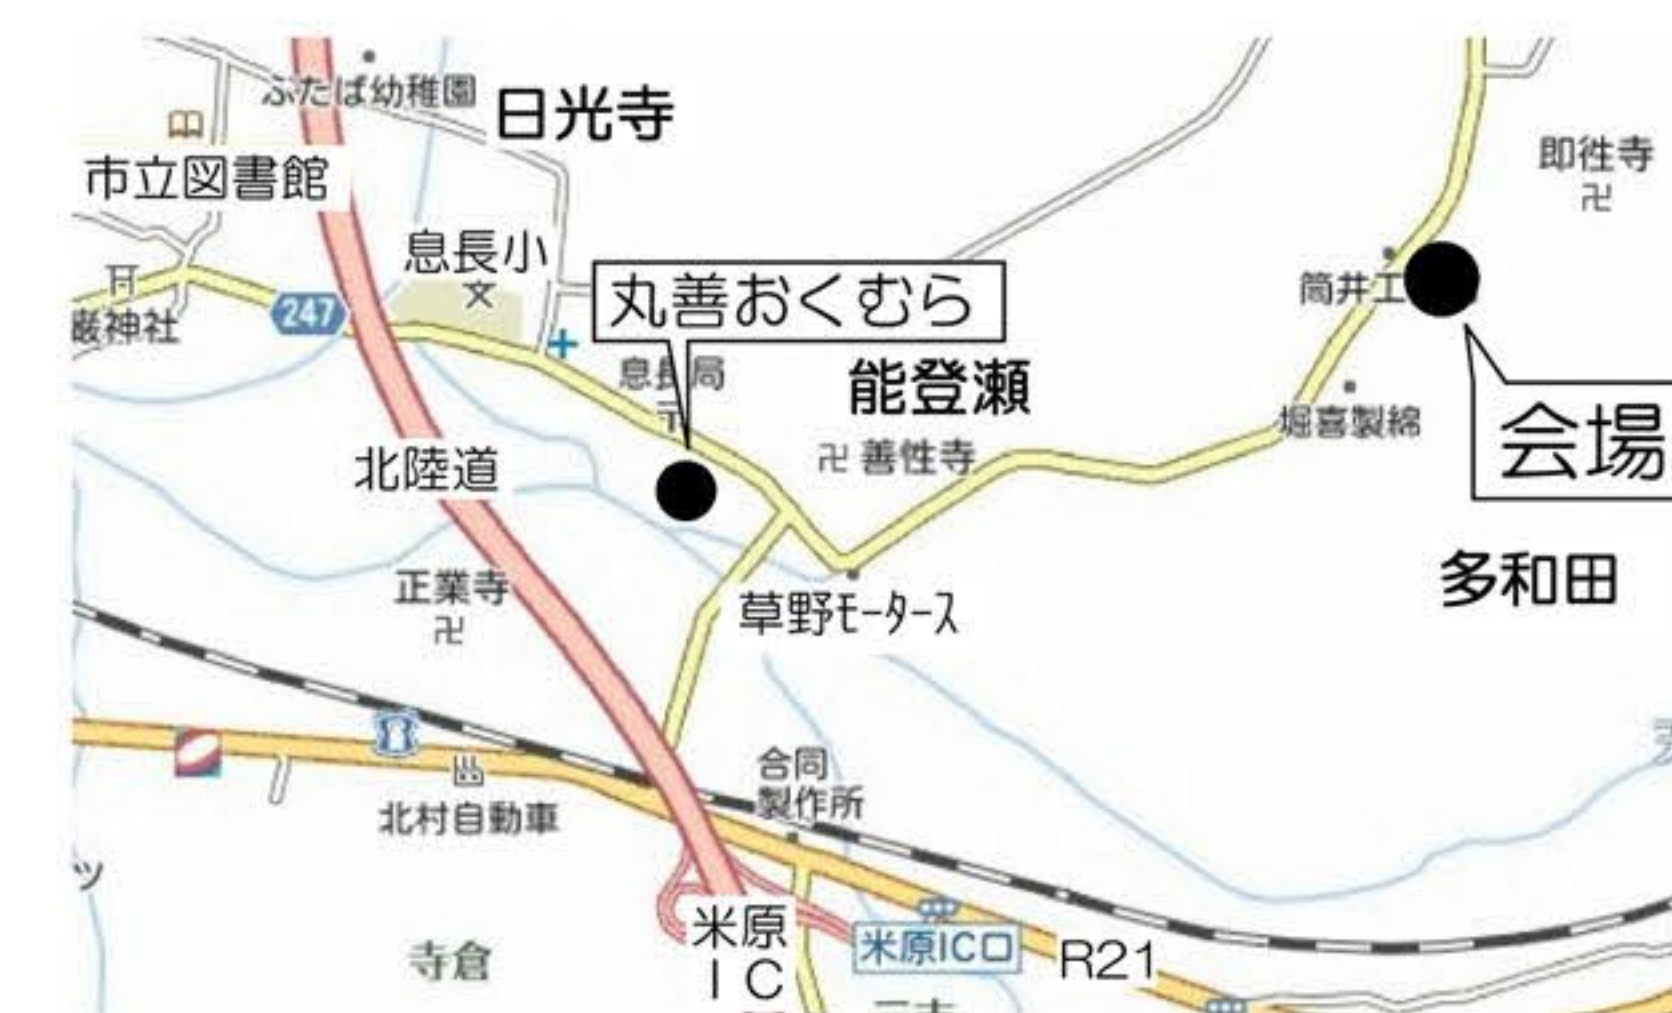 ふたば幼稚園
日光寺
市立図書館
即徃寺
息長小
丸善おくむら
247
筒井工
息長局
能登瀬
堀喜製綿
会場
善性寺
北陸道
多和田
正業寺
草野モータース
合同
製作所
北村自動車
米原
IC
米原IC口
R21
寺倉